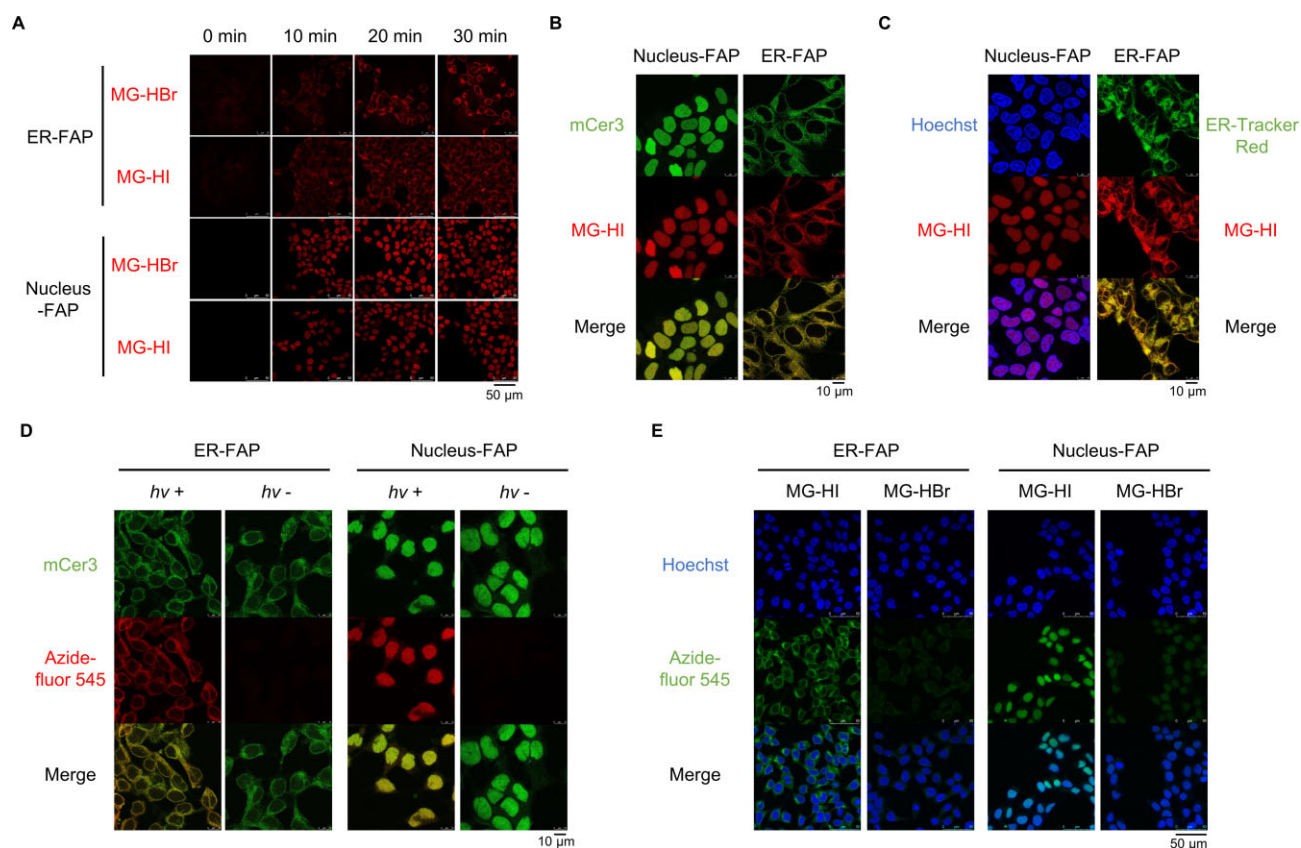 A
0 min 10 min 20 min 30 min
ER-FAP
MG-HBr
MG-HI
Nucleus
-FAP
MG-HBr
MG-HI
50 µm
B
Nucleus-FAP ER-FAP
mCer3
MG-HI
Merge
10 µm
C
Nucleus-FAP ER-FAP
Hoechst
ER-Tracker
Red
MG-HI
MG-HI
Merge
Merge
10 µm
D
ER-FAP Nucleus-FAP
hv + hv - hv + hv -
mCer3
Azide-
fluor 545
Merge
10 µm
E
ER-FAP Nucleus-FAP
MG-HI MG-HBr MG-HI MG-HBr
Hoechst
Azide-
fluor 545
Merge
50 µm